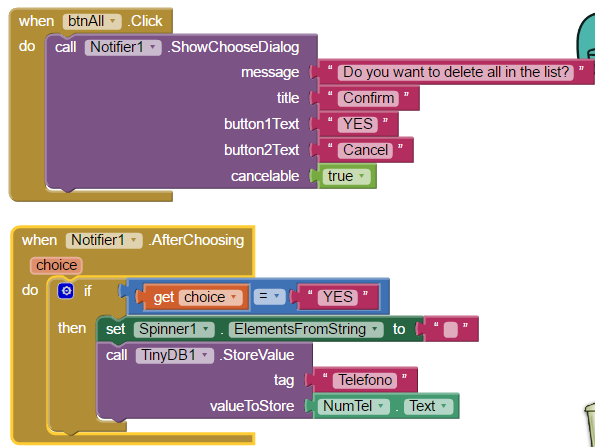 when btnAll .Click
do call Notifier1 .ShowChooseDialog
message " Do you want to delete all in the list? "
title " Confirm "
button1Text " YES "
button2Text " Cancel "
cancelable true
when Notifier1 .AfterChoosing
choice
do if get choice = " YES "
then set Spinner1 . ElementsFromString to " "
call TinyDB1 .StoreValue
tag " Telefono "
valueToStore NumTel . Text